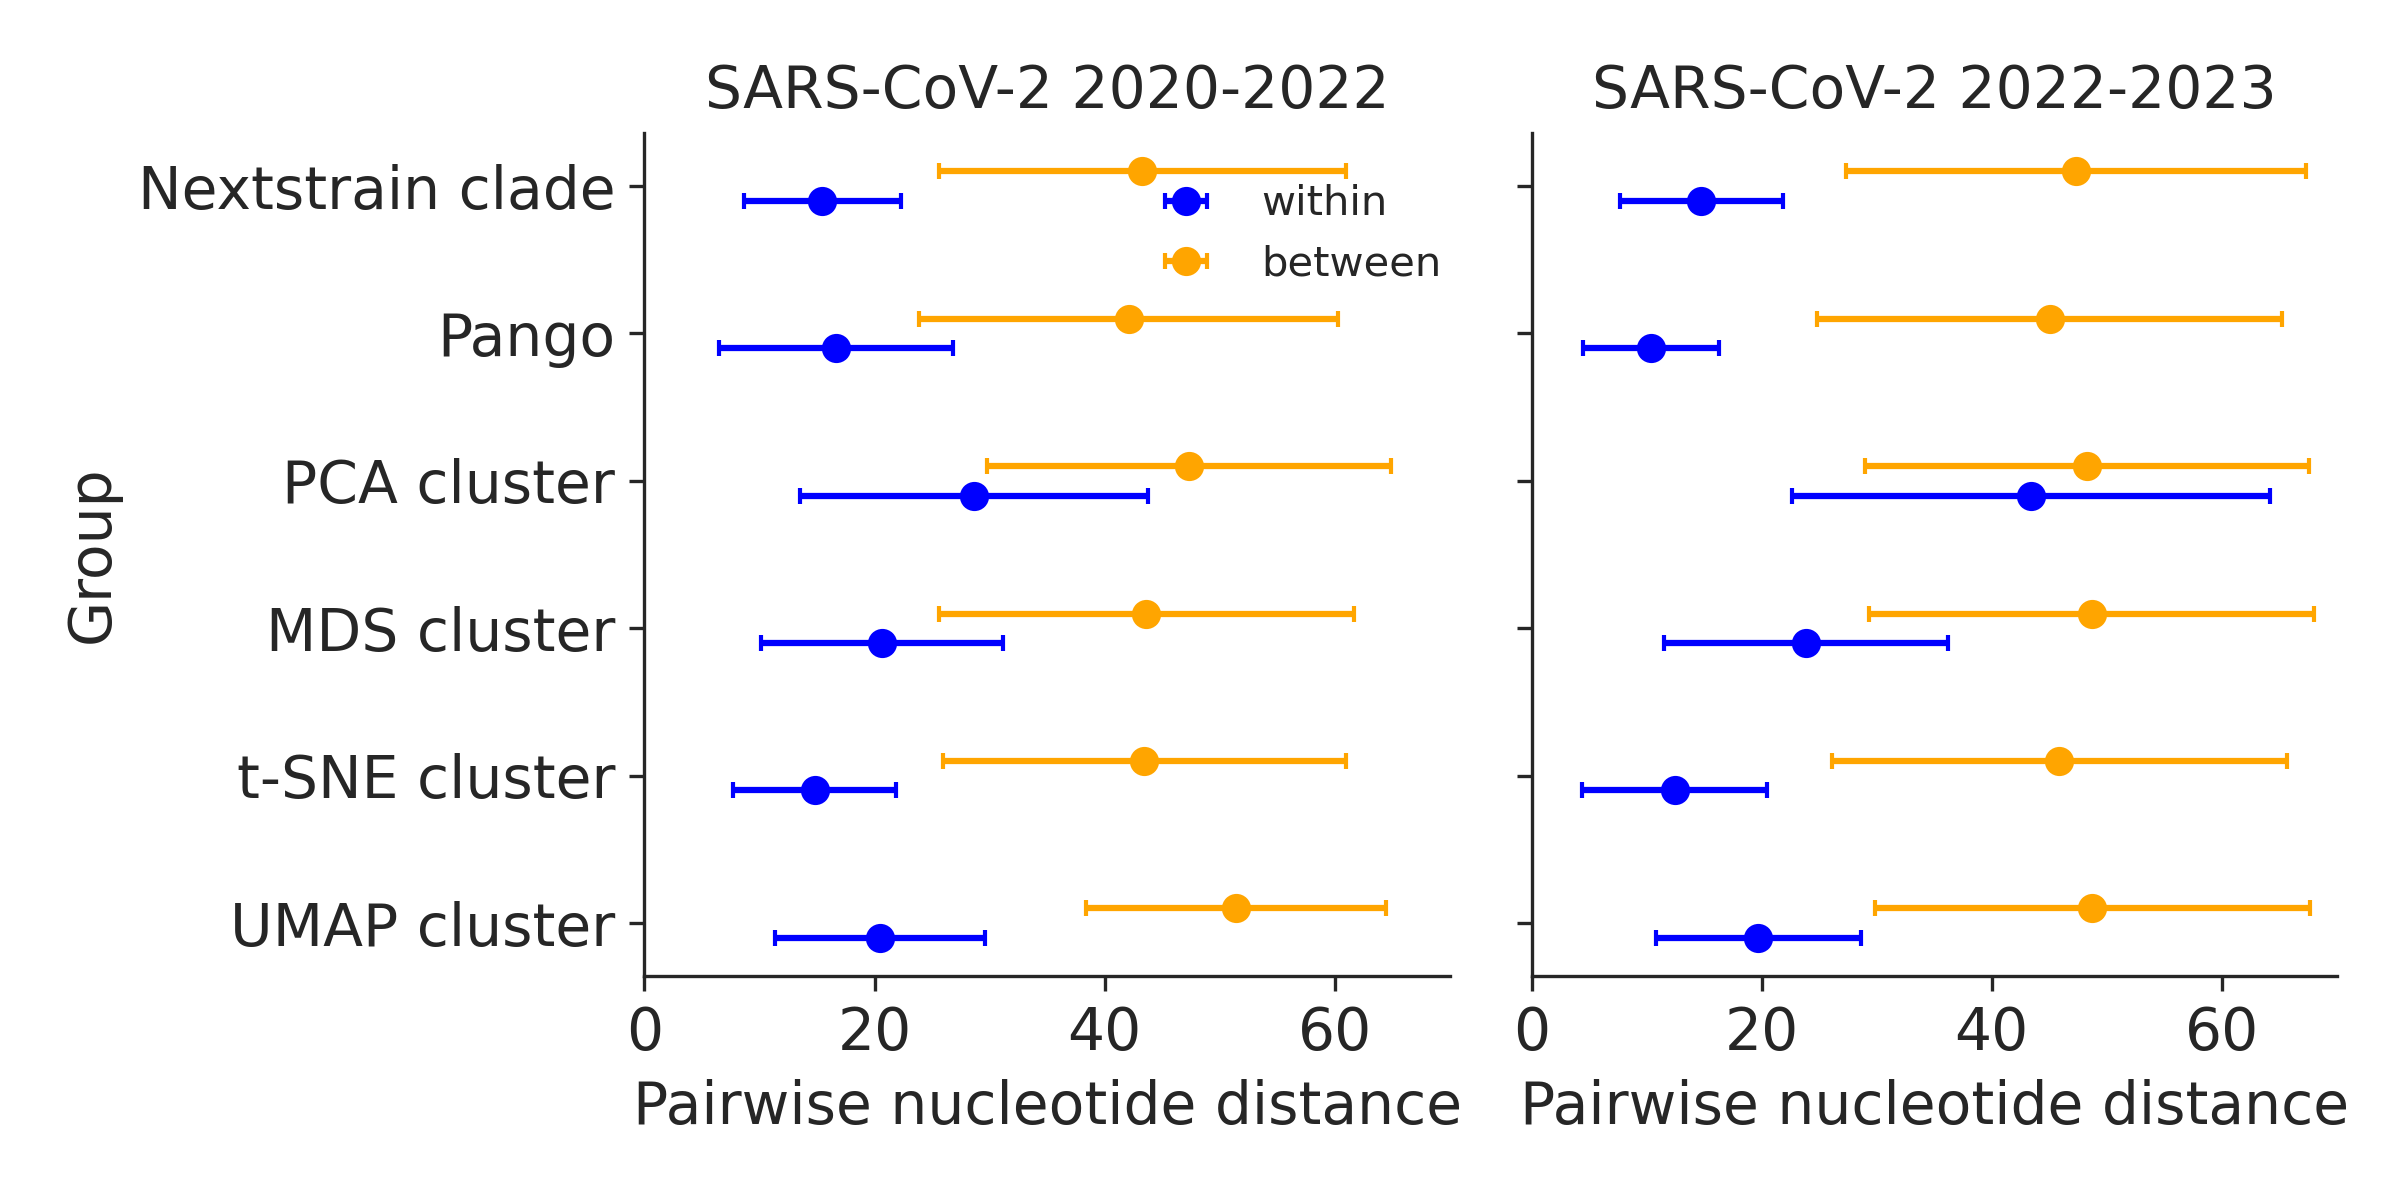 SARS-CoV-2 2020-2022
SARS-CoV-2 2022-2023
Nextstrain clade
Pango
PCA cluster
MDS cluster
t-SNE cluster
UMAP cluster
Group
within
between
0 20 40 60
0 20 40 60
Pairwise nucleotide distance
Pairwise nucleotide distance